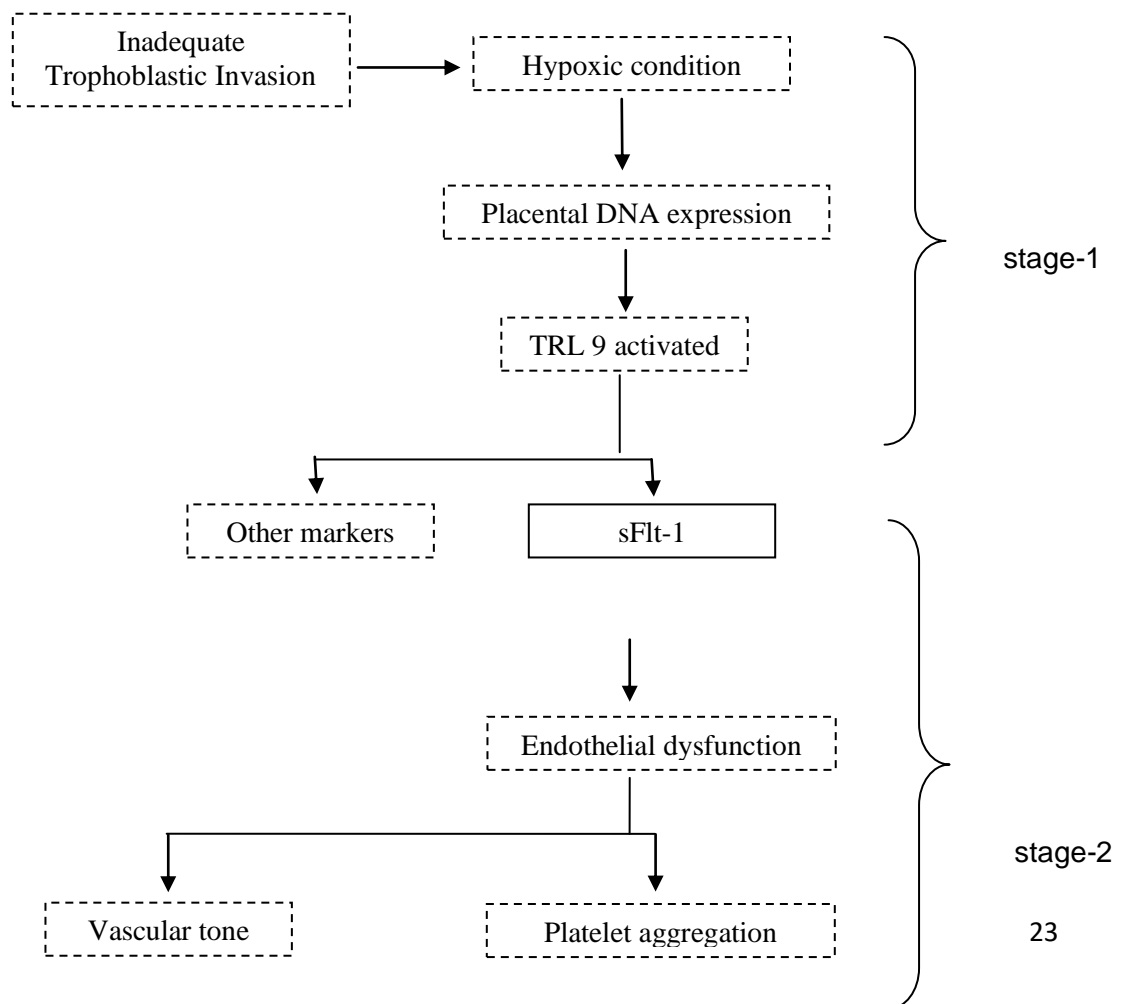 Inadequate
Trophoblastic Invasion
Hypoxic condition
Placental DNA expression
stage-1
TRL 9 activated
Other markers
sFlt-1
Endothelial dysfunction
stage-2
Vascular tone
Platelet aggregation
23